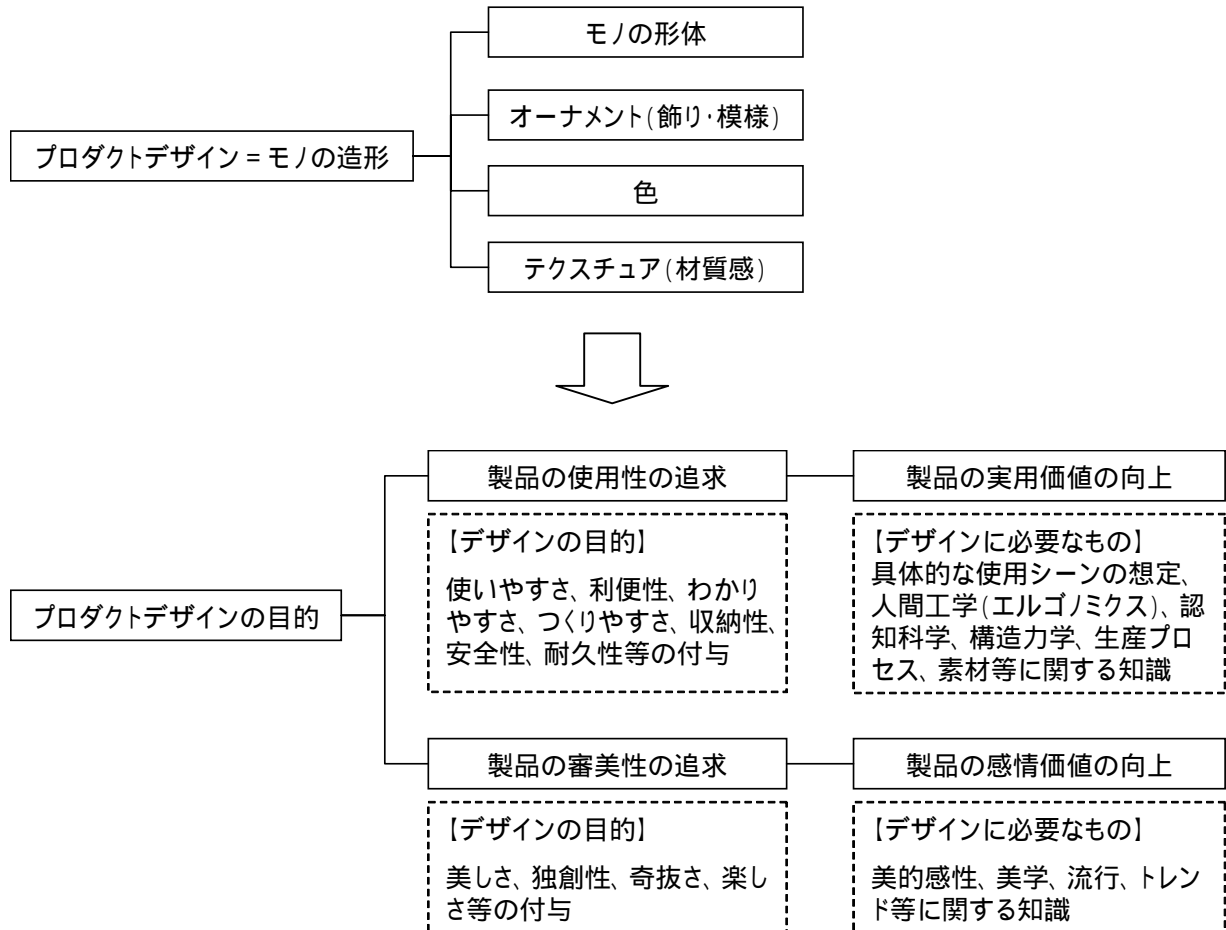 モノの形体
オーナメント(飾り・模様)
プロダクトデザイン=モノの造形
色
テクスチュア(材質感)
製品の使用性の追求
製品の実用価値の向上
【デザインの目的】
使いやすさ、利便性、わかり
やすさ、つくりやすさ、収納性、
安全性、耐久性等の付与
【デザインに必要なもの】
具体的な使用シーンの想定、
人間工学(エルゴノミクス)、認
知科学、構造力学、生産プロ
セス、素材等に関する知識
プロダクトデザインの目的
製品の審美性の追求
製品の感情価値の向上
【デザインの目的】
美しさ、独創性、奇抜さ、楽し
さ等の付与
【デザインに必要なもの】
美的感性、美学、流行、トレン
ド等に関する知識